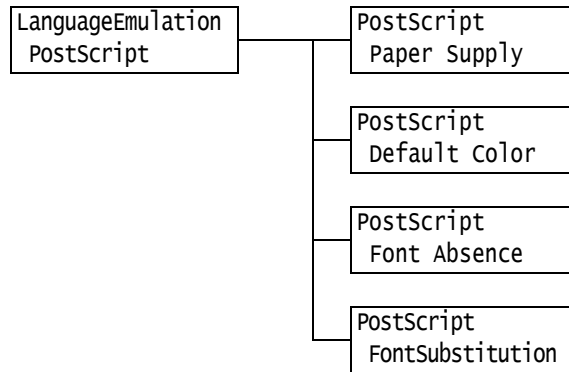 LanguageEmulation
PostScript
PostScript
Paper Supply
PostScript
Default Color
PostScript
Font Absence
PostScript
FontSubstitution